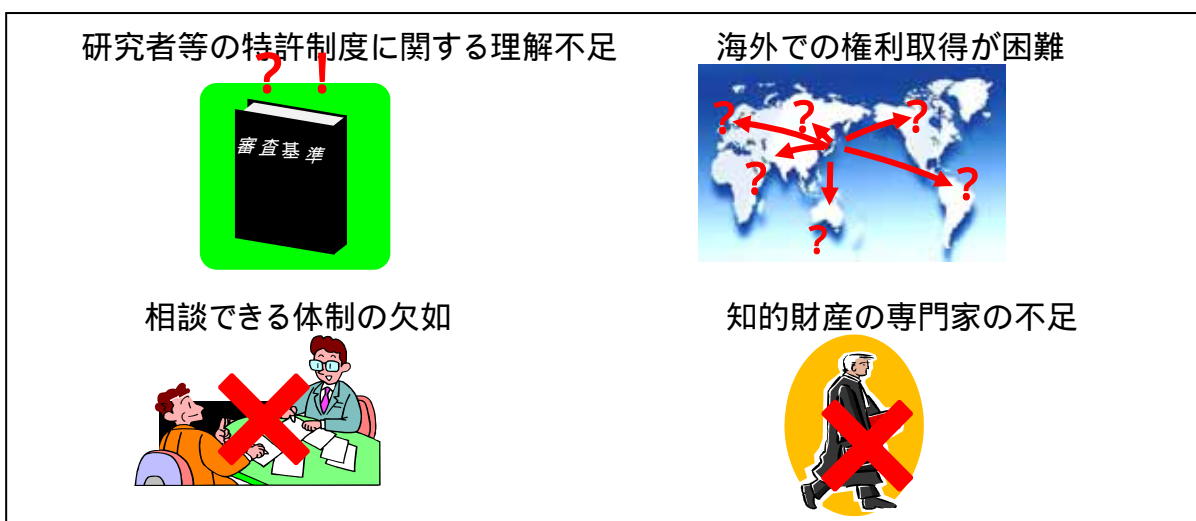 研究者等の特許制度に関する理解不足
? !
審査基準
海外での権利取得が困難
? ? ?
? ?
?
相談できる体制の欠如
知的財産の専門家の不足